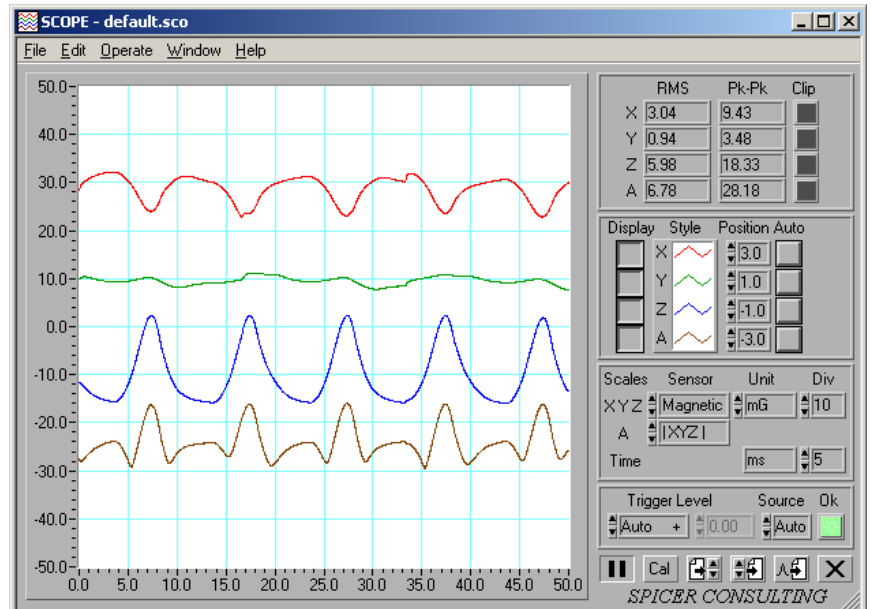 SCOPE - default.sco
File Edit Operate Window Help
50.0
40.0
30.0
20.0
10.0
0.0
-10.0
-20.0
-30.0
-40.0
-50.0
0.0 5.0 10.0 15.0 20.0 25.0 30.0 35.0 40.0 45.0 50.0
RMS Pk-Pk Clip
X 3.04 9.43
Y 0.94 3.48
Z 5.98 18.33
A 6.78 28.18
Display Style Position Auto
X 3.0
Y 1.0
Z -1.0
A -3.0
Scales Sensor Unit Div
XYZ Magnetic mG 10
A |XYZ|
Time ms 5
Trigger Level Source Ok
Auto + 0.00 Auto
Cal
SPICER CONSULTING